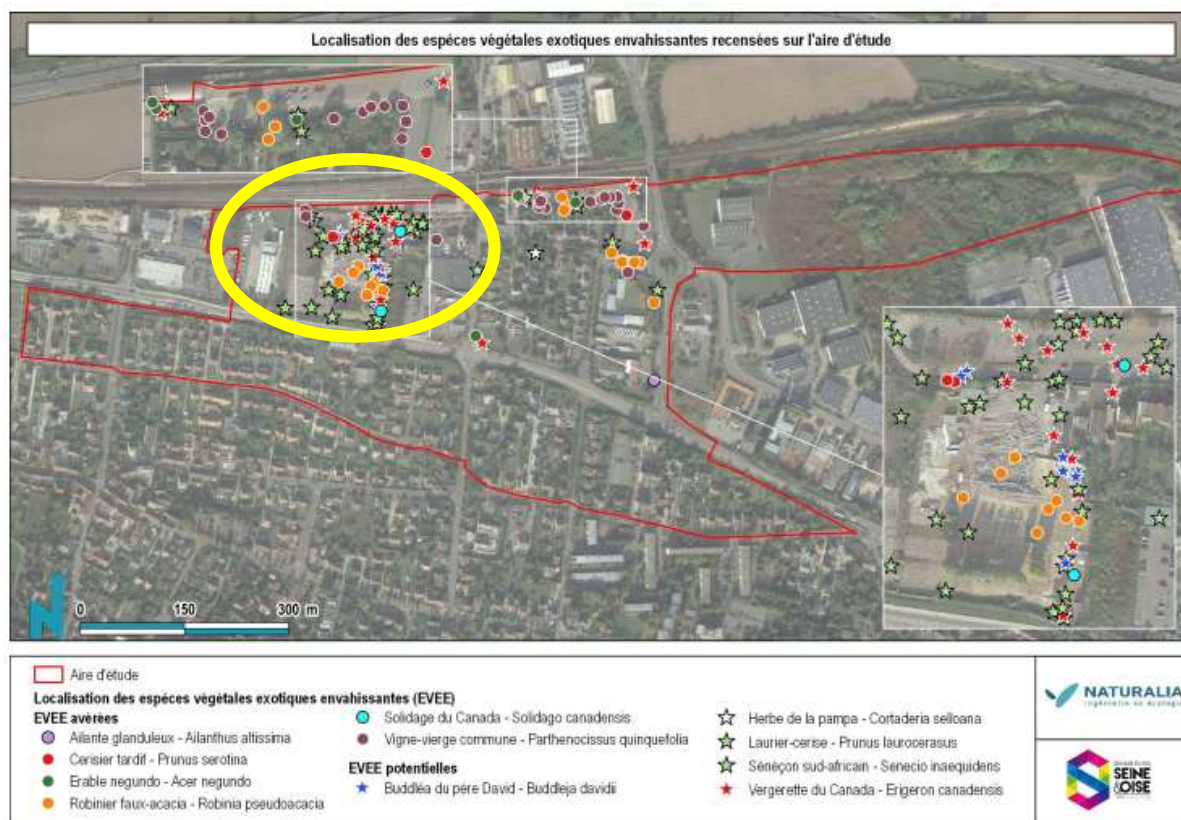 Localisation des espèces végétales exotiques envahissantes recensées sur l'aire d'étude
0 150 300 m
Aire d'étude
Localisation des espèces végétales exotiques envahissantes (EVEE)
EVEE avérées
Ailante glanduleux - Ailanthus altissima
Cerisier tardif - Prunus serotina
Erable negundo - Acer negundo
Robinier faux-acacia - Robinia pseudoacacia
Solidage du Canada - Solidago canadensis
Vigne-vierge commune - Parthenocissus quinquefolia
EVEE potentielles
Buddléa du père David - Buddleja davidii
Herbe de la pampa - Cortaderia selloana
Laurier-cerise - Prunus laurocerasus
Séneçon sud-africain - Senecio inaequidens
Vergerette du Canada - Erigeron canadensis
NATURALIA
Ingénierie en écologie
SEINE
&OISE